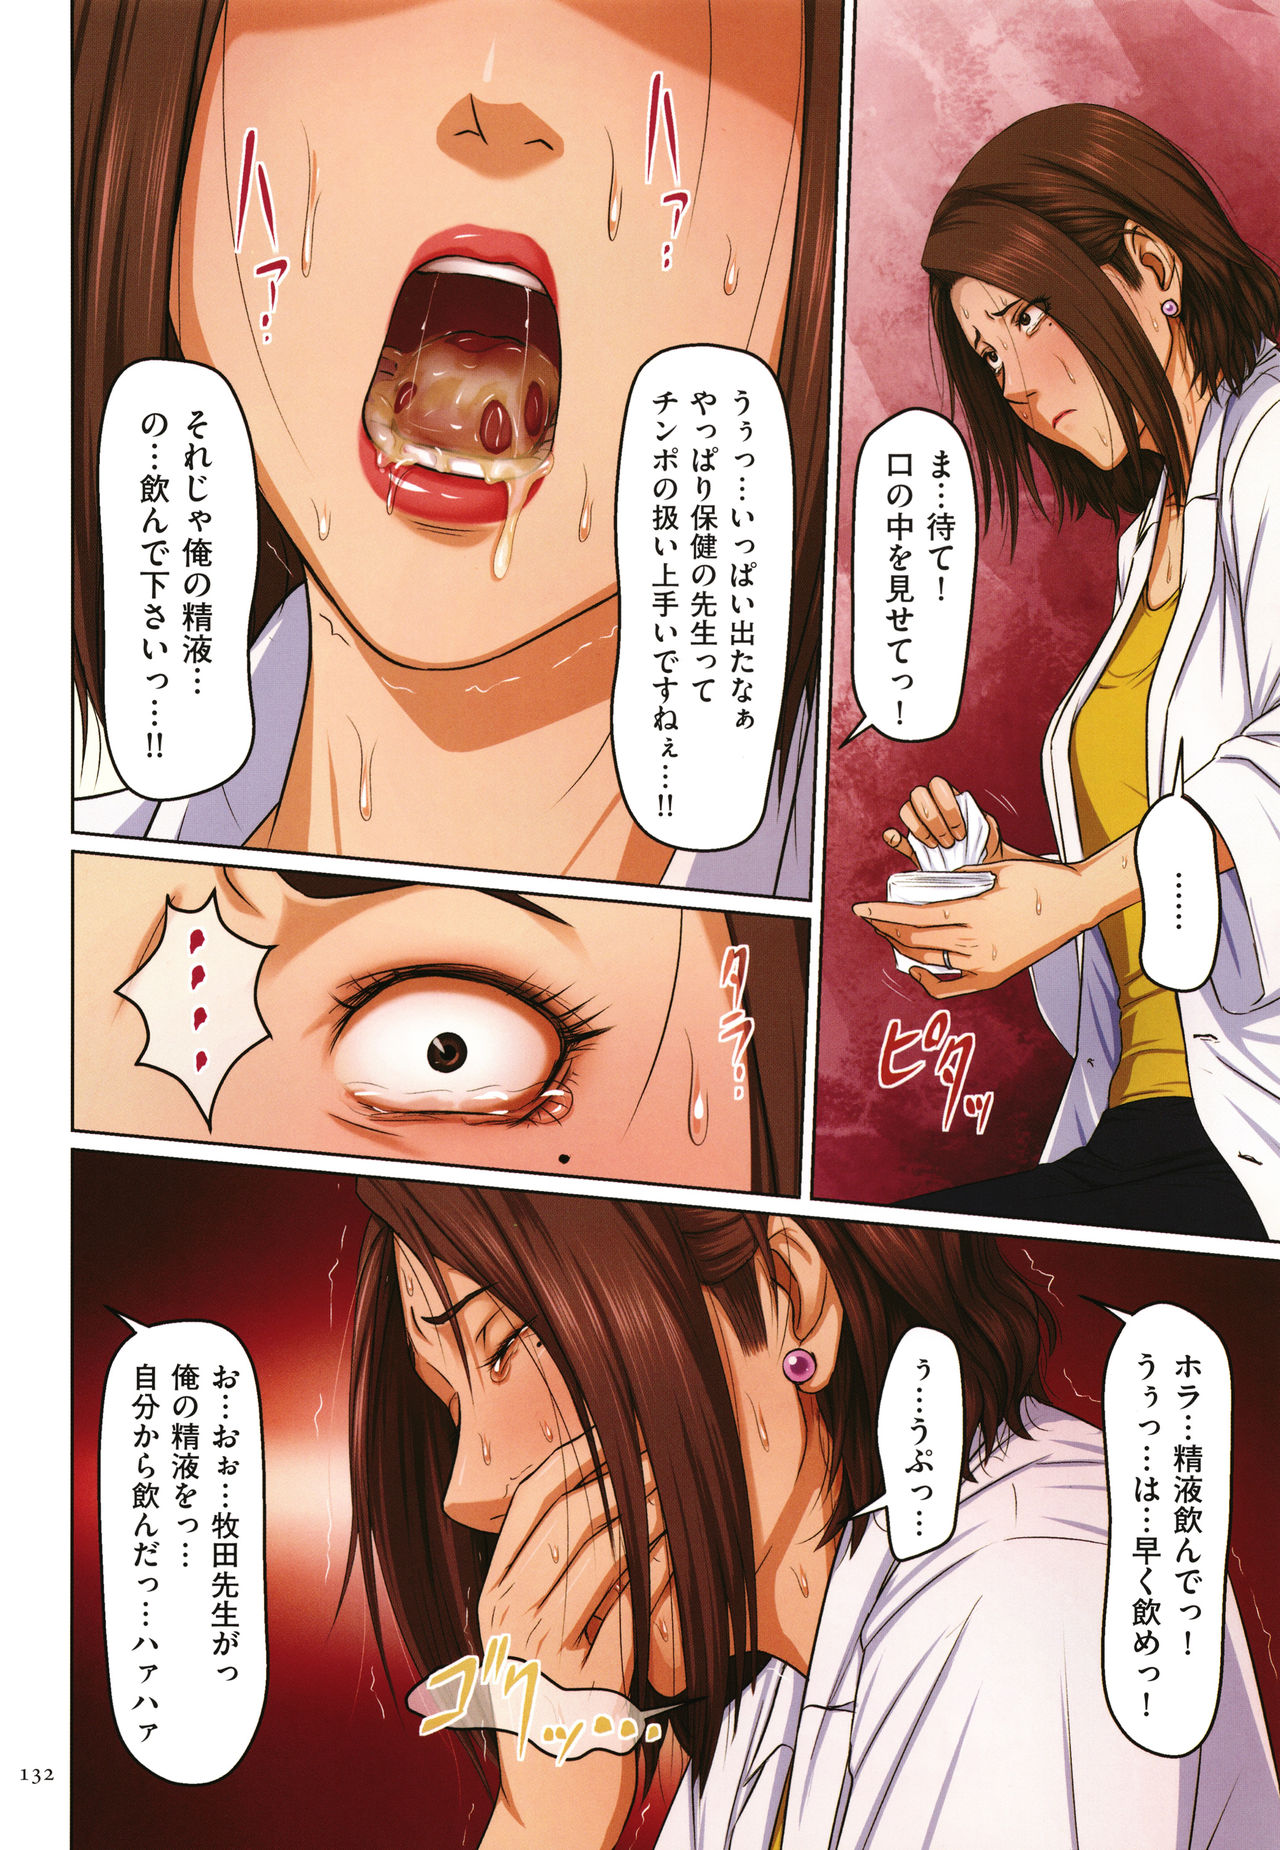 ま…待て！
口の中を見せてっ！
……
ピタッ
うぅっ…いっぱい出たなぁ
やっぱり保健の先生って
チンポの扱い上手いですねぇ…!!
ハァ?
ハァ?
それじゃ俺の精液…
の…飲んで下さいっ…!!
タラ?
・・・・
ホラ…精液飲んでっ！
うぅっ…は…早く飲めっ！
ぅ…うぷっ…
ゴクッ・・・
お…おぉ…牧田先生がっ
俺の精液をっ…
自分から飲んだっ…ハァハァ
132